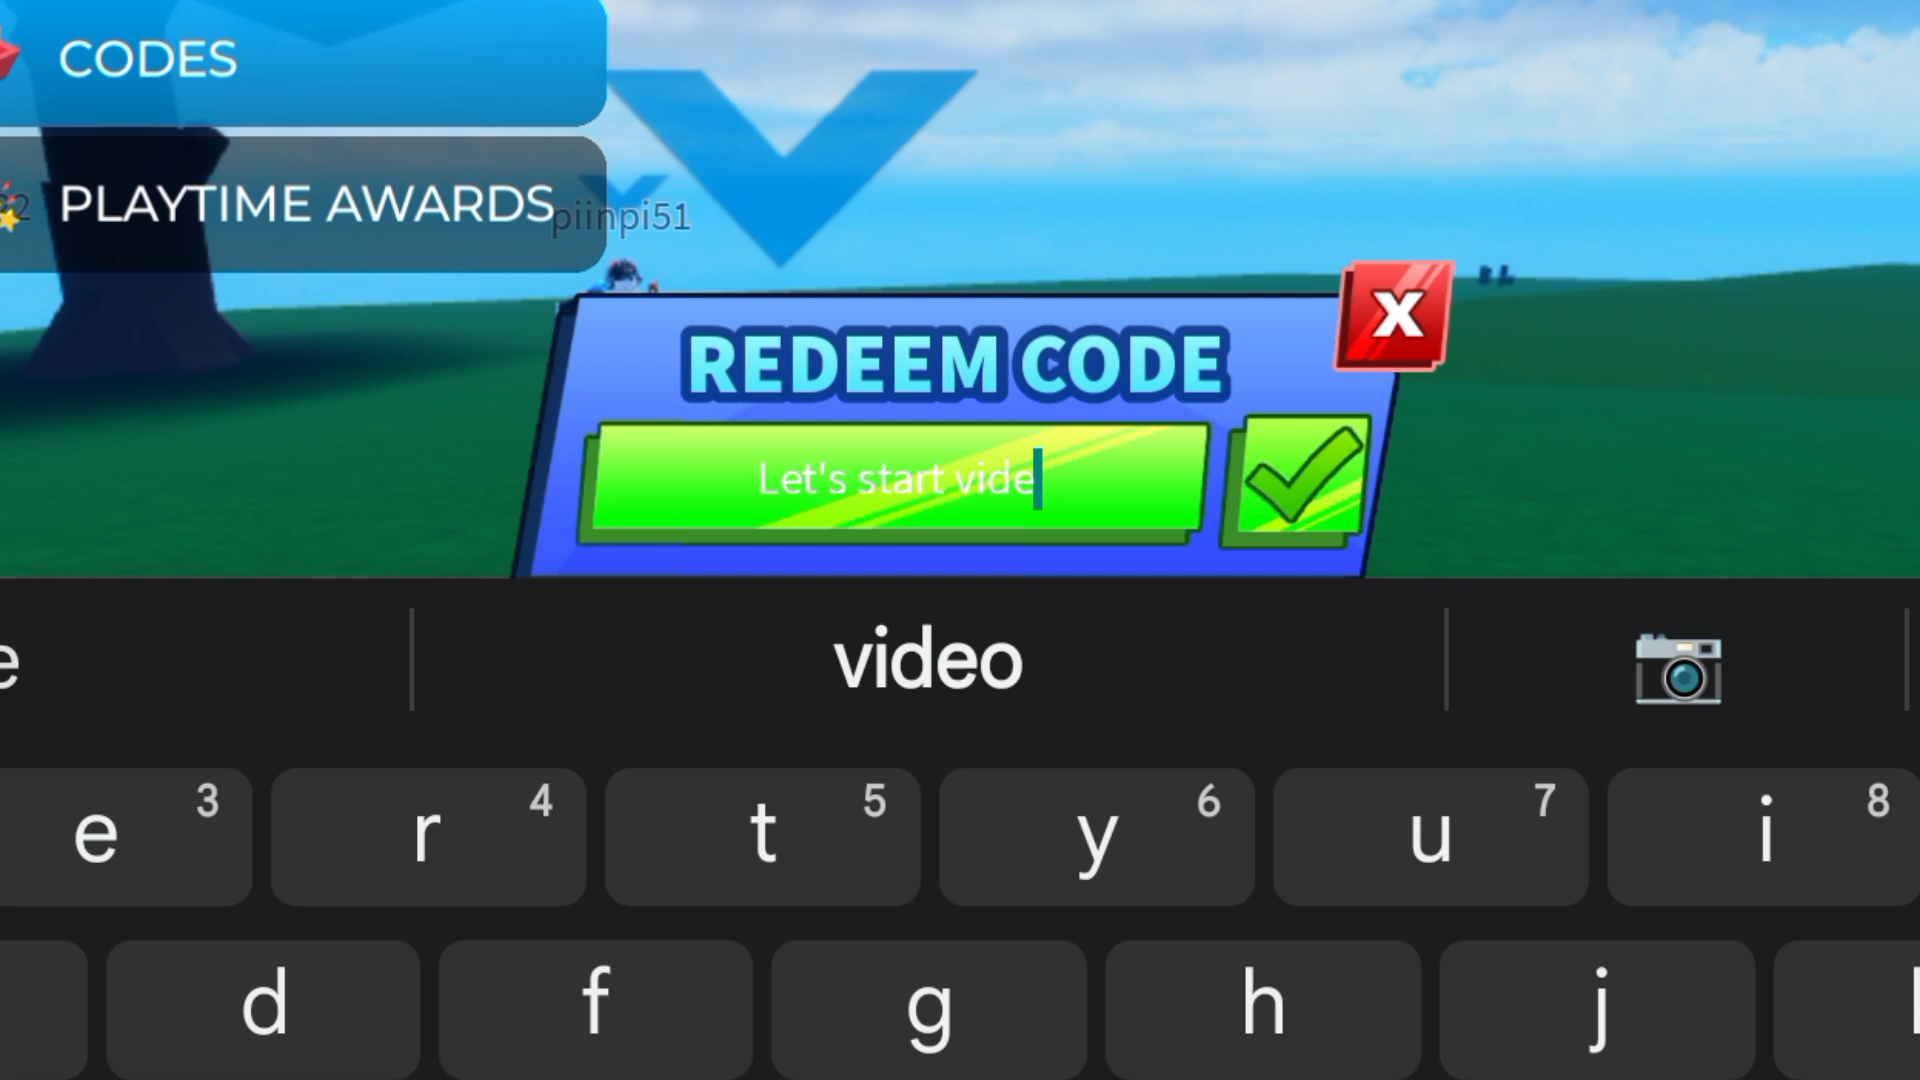 CODES
PLAYTIME AWARDS
piinpi51
REDEEM CODE
X
Let's start vide
e
video
e 3
r 4
t 5
y 6
u 7
i 8
d
f
g
h
j